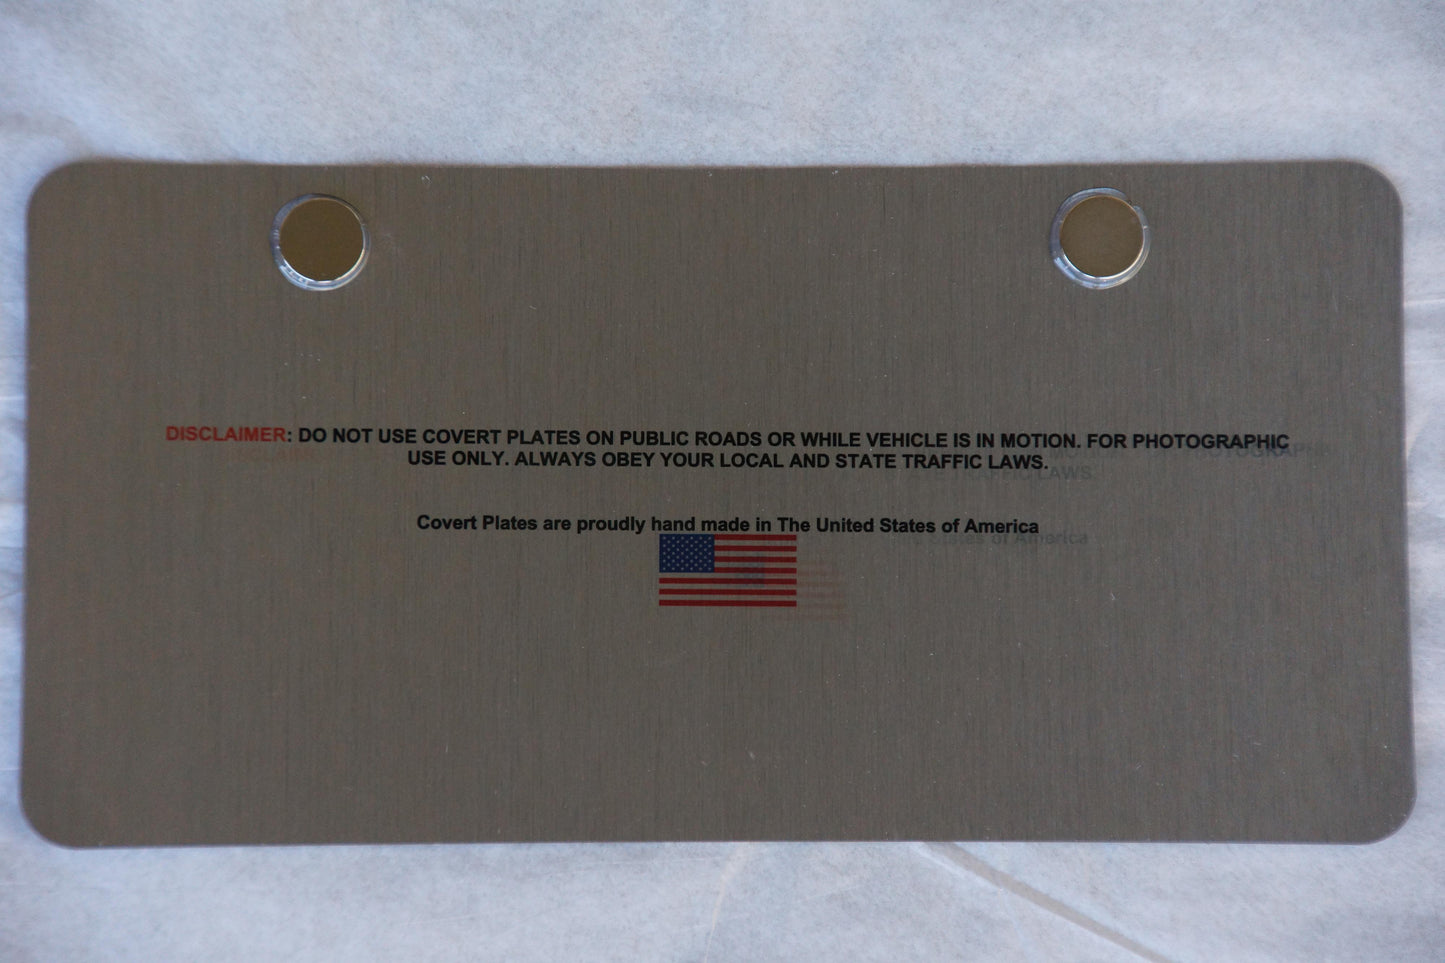 DISCLAIMER: DO NOT USE COVERT PLATES ON PUBLIC ROADS OR WHILE VEHICLE IS IN MOTION. FOR PHOTOGRAPHIC
USE ONLY. ALWAYS OBEY YOUR LOCAL AND STATE TRAFFIC LAWS.
Covert Plates are proudly hand made in The United States of America